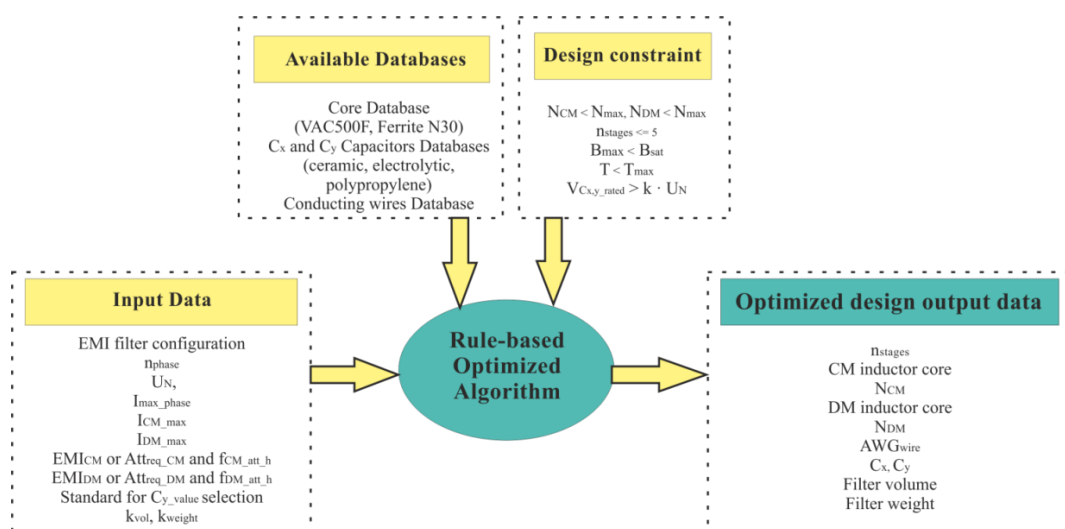 Available Databases
Core Database
(VAC500F, Ferrite N30)
Cx and Cy Capacitors Databases
(ceramic, electrolytic,
polypropylene)
Conducting wires Database
Design constraint
NCM < Nmax, NDM < Nmax
nstages <= 5
Bmax < Bsat
T < Tmax
VCx,y_rated > k · UN
Input Data
EMI filter configuration
nphase
UN,
Imax_phase
ICM_max
IDM_max
EMICM or Attreq_CM and fCM_att_h
EMIDM or Attreq_DM and fDM_att_h
Standard for Cy_value selection
kvol, kweight
Rule-based
Optimized
Algorithm
Optimized design output data
nstages
CM inductor core
NCM
DM inductor core
NDM
AWGwire
Cx, Cy
Filter volume
Filter weight